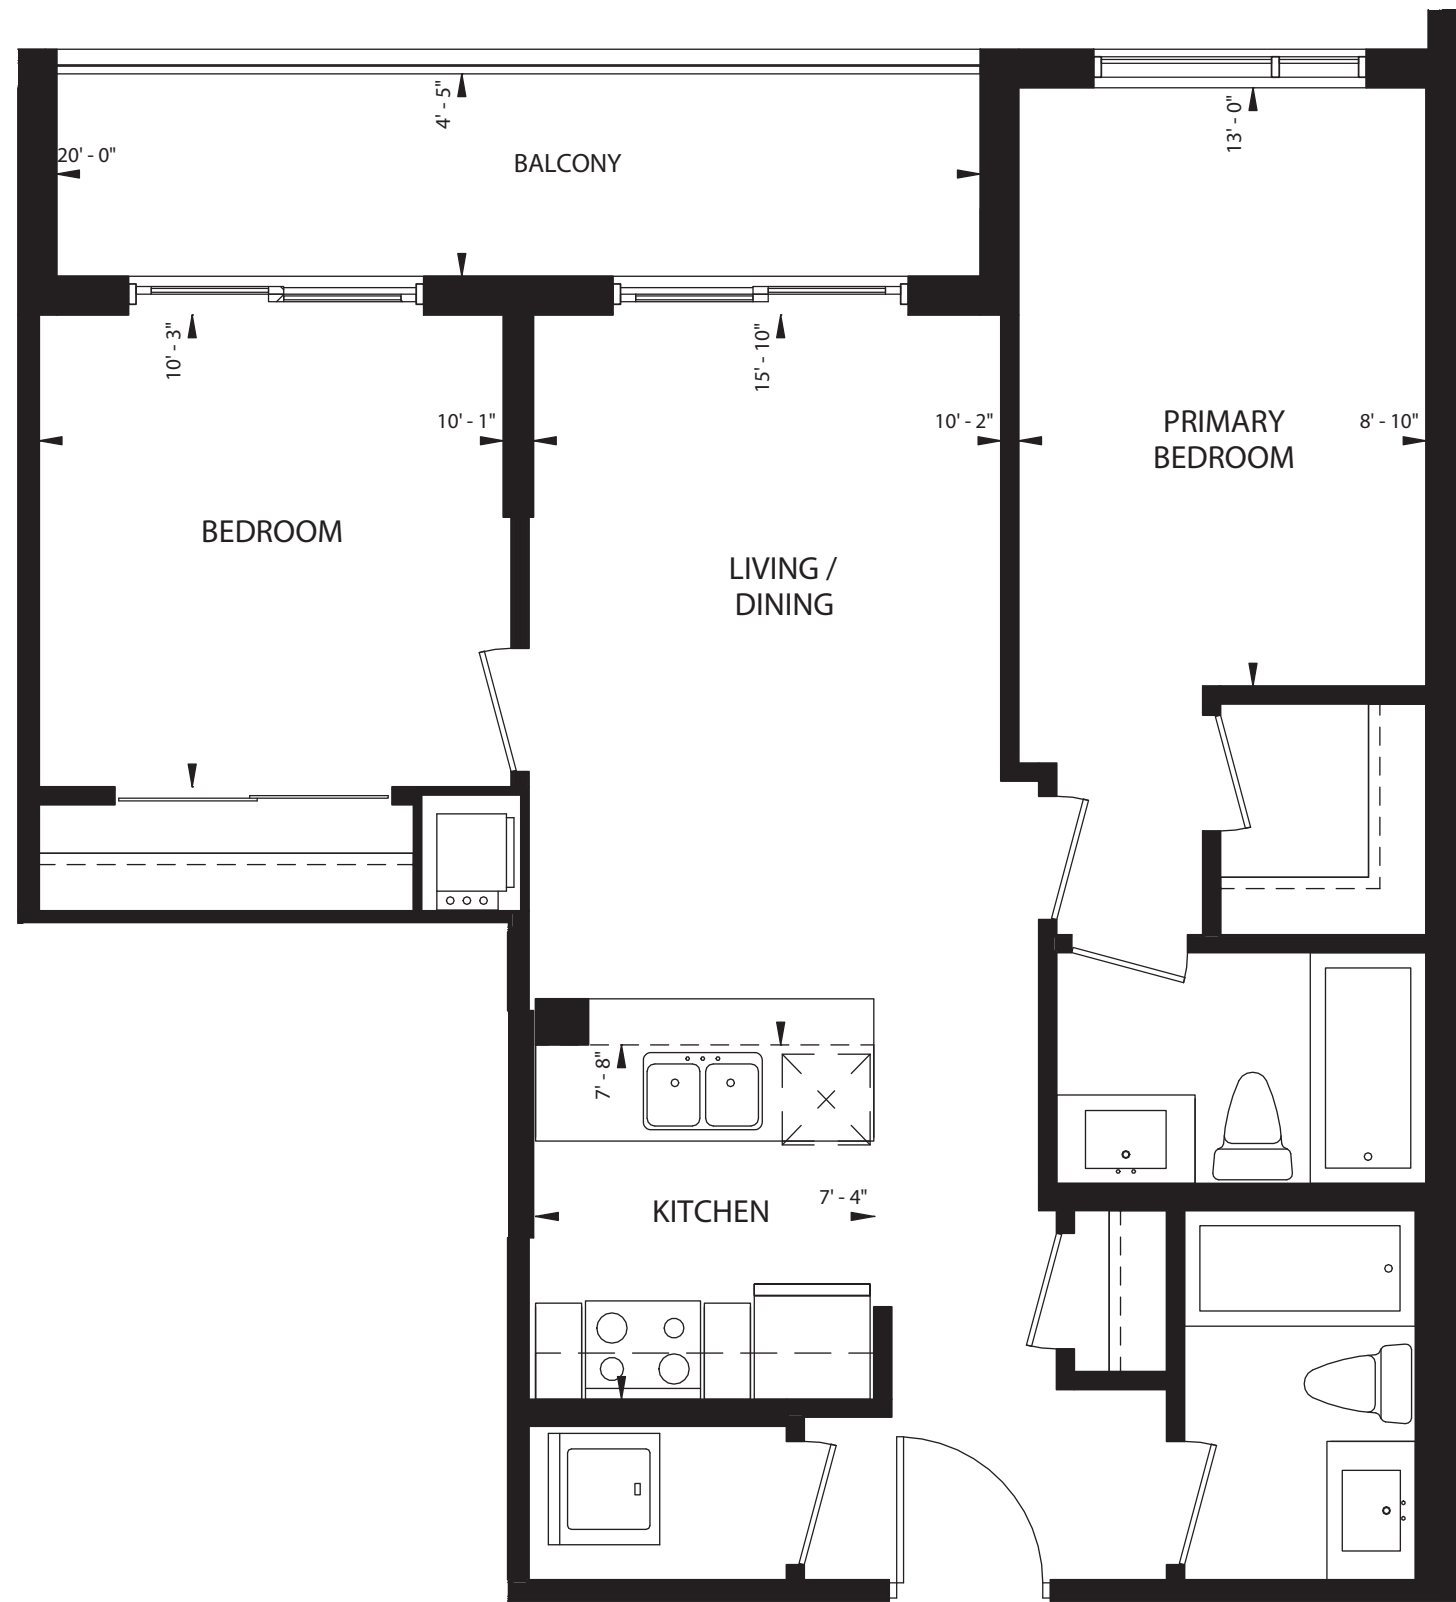 4' - 5"
13' - 0"
20' - 0"
BALCONY
10' - 3"
15' - 10"
10' - 1"
10' - 2"
PRIMARY
BEDROOM
8' - 10"
BEDROOM
LIVING /
DINING
7' - 8"
KITCHEN
7' - 4"